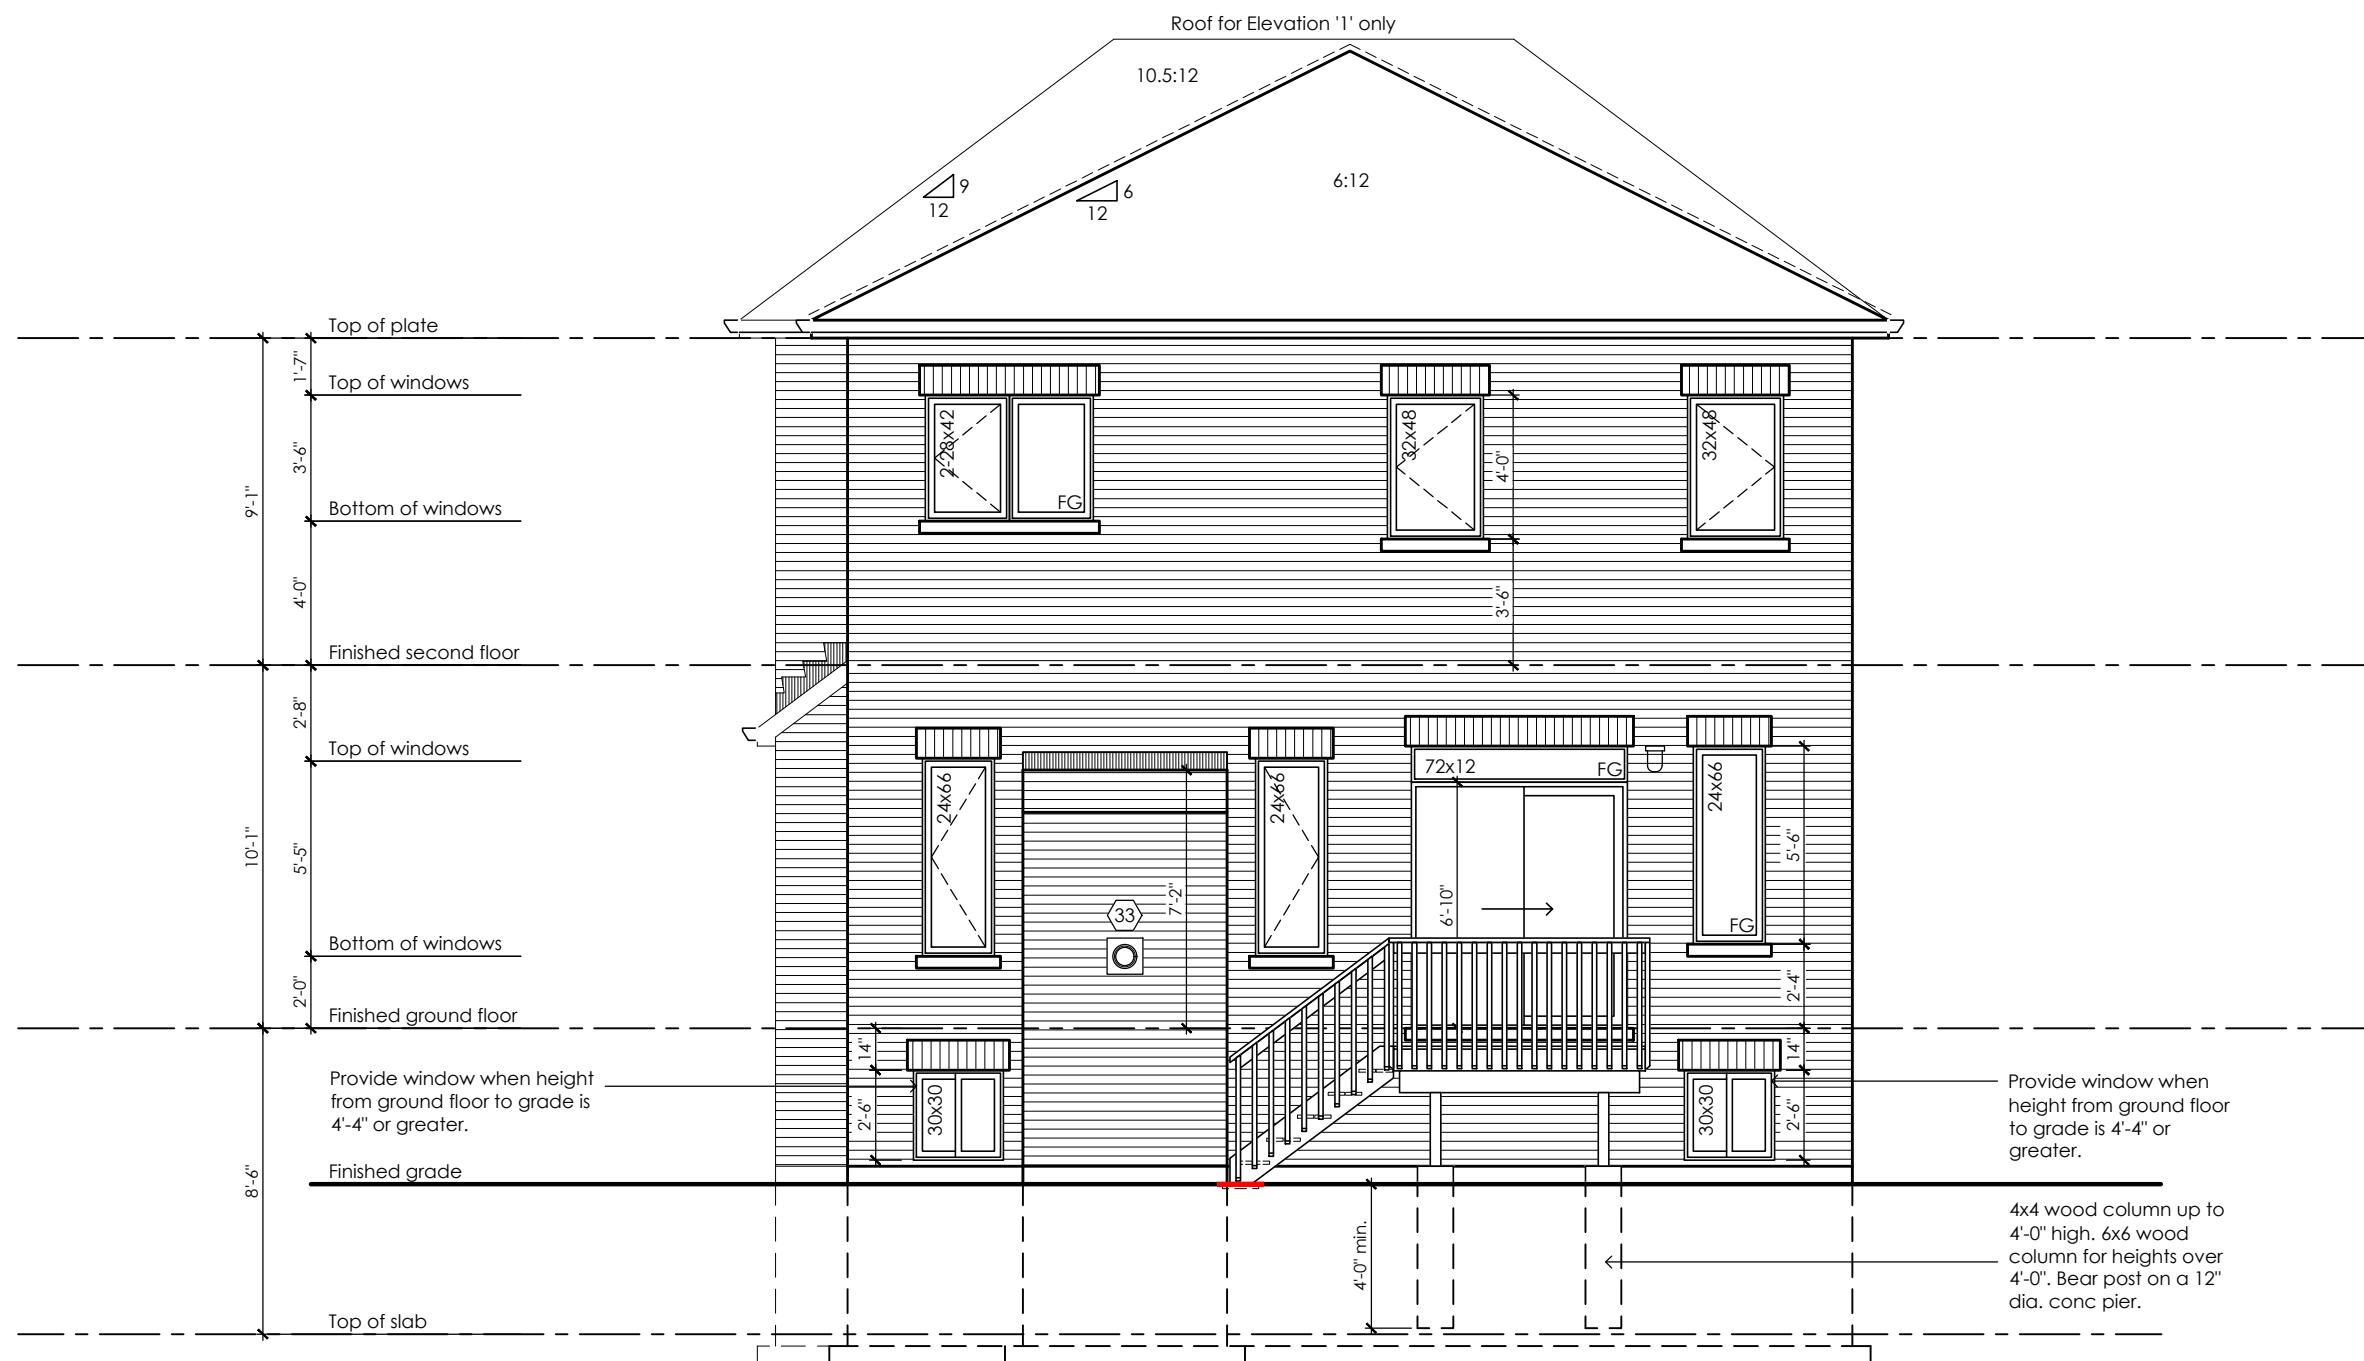 Roof for Elevation '1' only
10.5:12
9
12
6
12
6:12
Top of plate
1'-7"
Top of windows
3'-6"
9'-1"
Bottom of windows
4'-0"
Finished second floor
2-28x42
FG
32x48
4'-0"
3'-6"
32x48
2'-8"
Top of windows
10'-1"
5'-5"
Bottom of windows
2'-0"
Finished ground floor
24x66
33
7'-2"
24x66
72x12
FG
6'-10"
24x66
FG
5'-6"
2'-4"
14"
2'-6"
30x30
14"
2'-6"
30x30
Provide window when height
from ground floor to grade is
4'-4" or greater.
Provide window when
height from ground floor
to grade is 4'-4" or
greater.
Finished grade
8'-6"
4'-0" min.
4x4 wood column up to
4'-0" high. 6x6 wood
column for heights over
4'-0". Bear post on a 12"
dia. conc pier.
Top of slab